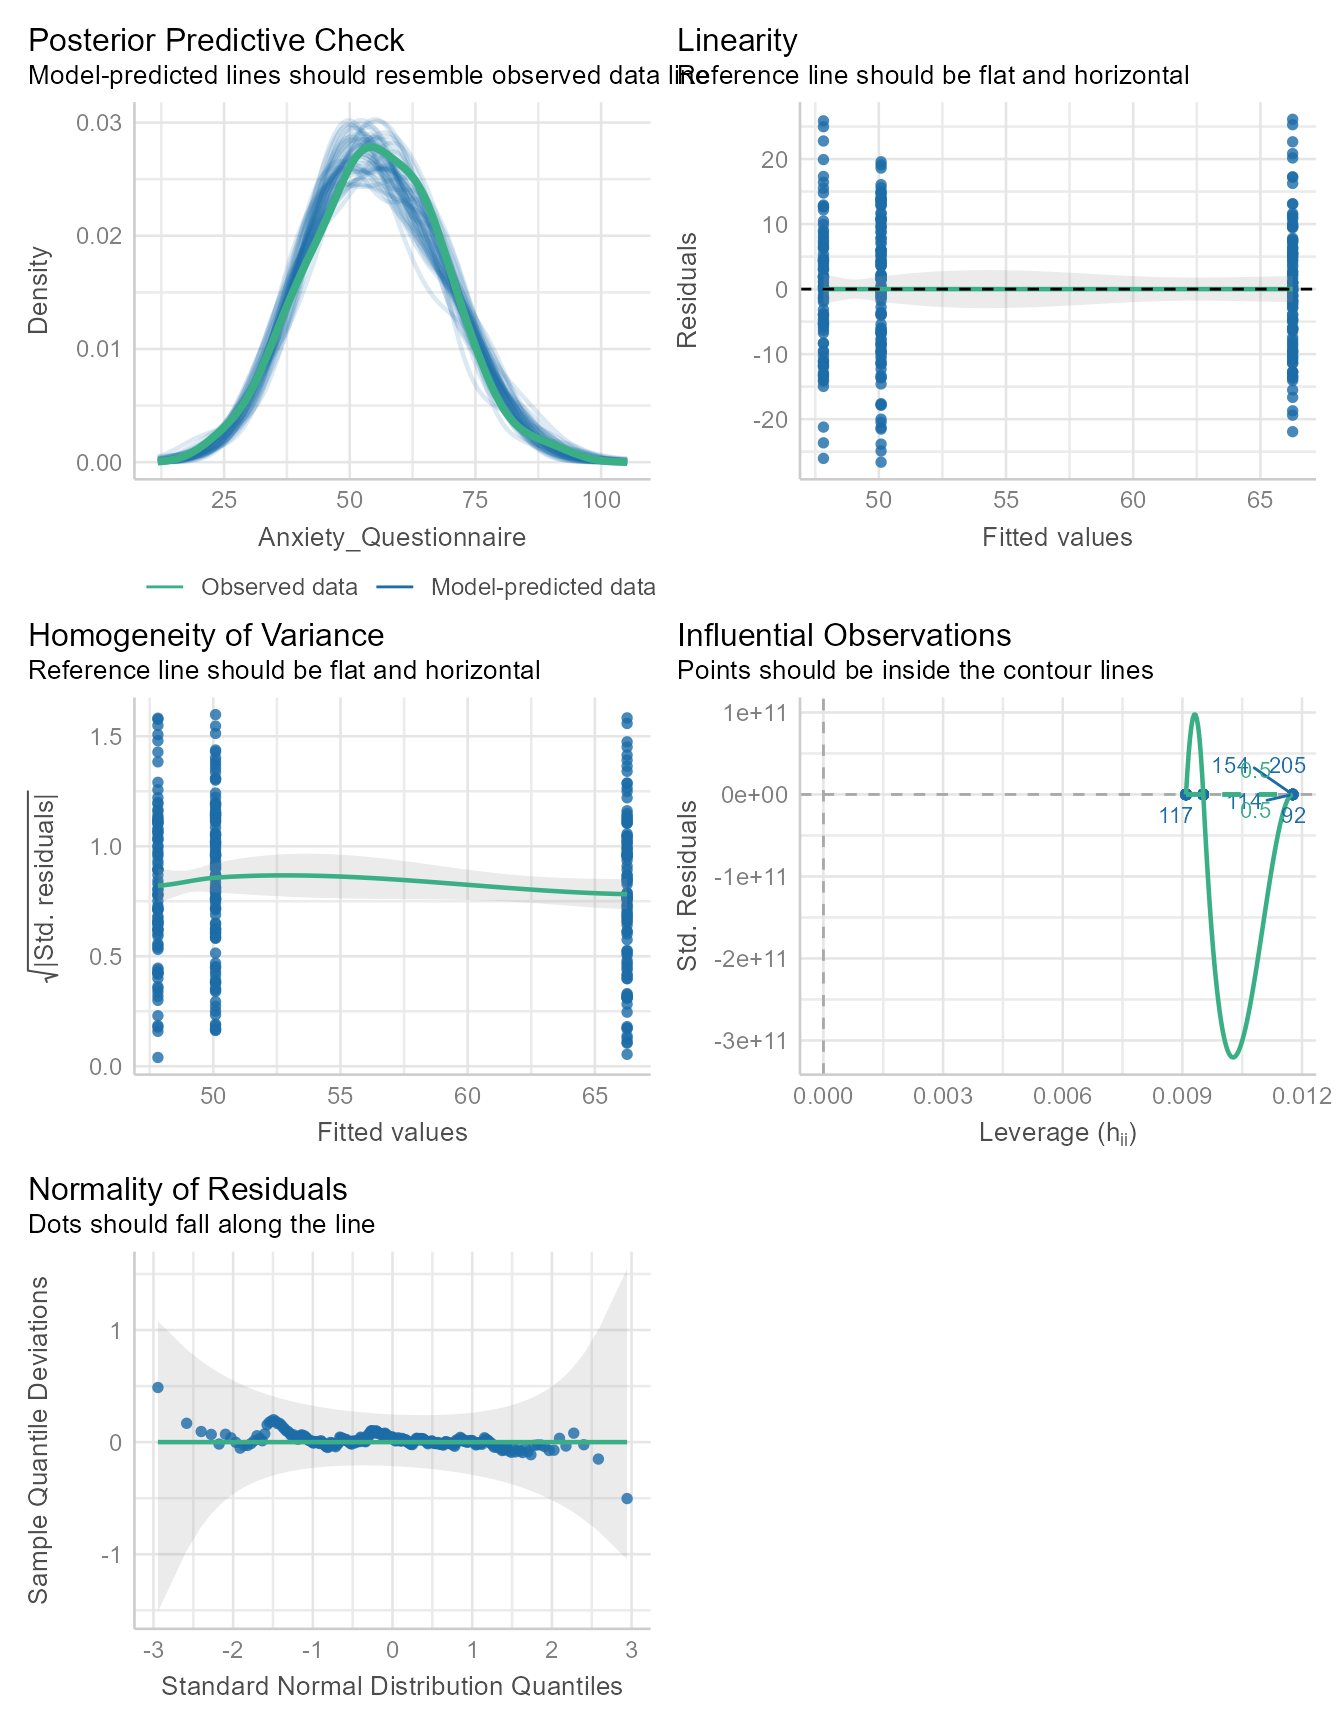 Posterior Predictive Check
Model-predicted lines should resemble observed data line
0.03
0.02
0.01
0.00
Density
25 50 75 100
Anxiety_Questionnaire
Observed data Model-predicted data
Linearity
Reference line should be flat and horizontal
20
10
0
-10
-20
Residuals
50 55 60 65
Fitted values
Homogeneity of Variance
Reference line should be flat and horizontal
1.5
1.0
0.5
0.0
√|Std. residuals|
50 55 60 65
Fitted values
Influential Observations
Points should be inside the contour lines
1e+11
0e+00
-1e+11
-2e+11
-3e+11
Std. Residuals
154 0.5 205
114
117 0.5 92
0.000 0.003 0.006 0.009 0.012
Leverage (hᵢᵢ)
Normality of Residuals
Dots should fall along the line
1
0
-1
Sample Quantile Deviations
-3 -2 -1 0 1 2 3
Standard Normal Distribution Quantiles